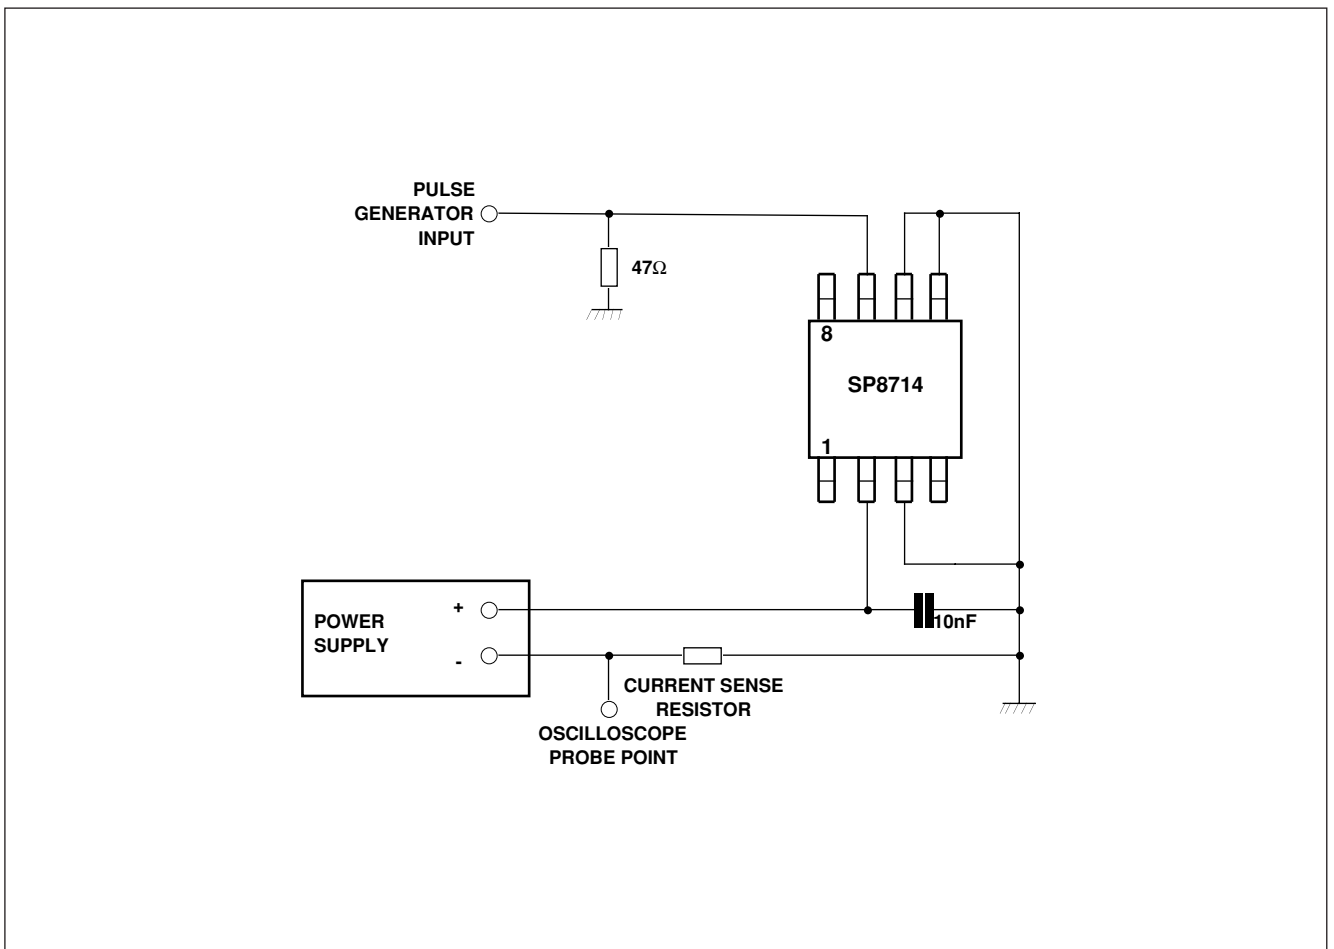 PULSE
GENERATOR
INPUT
47Ω
8
SP8714
1
POWER
SUPPLY
+
-
10nF
CURRENT SENSE
RESISTOR
OSCILLOSCOPE
PROBE POINT